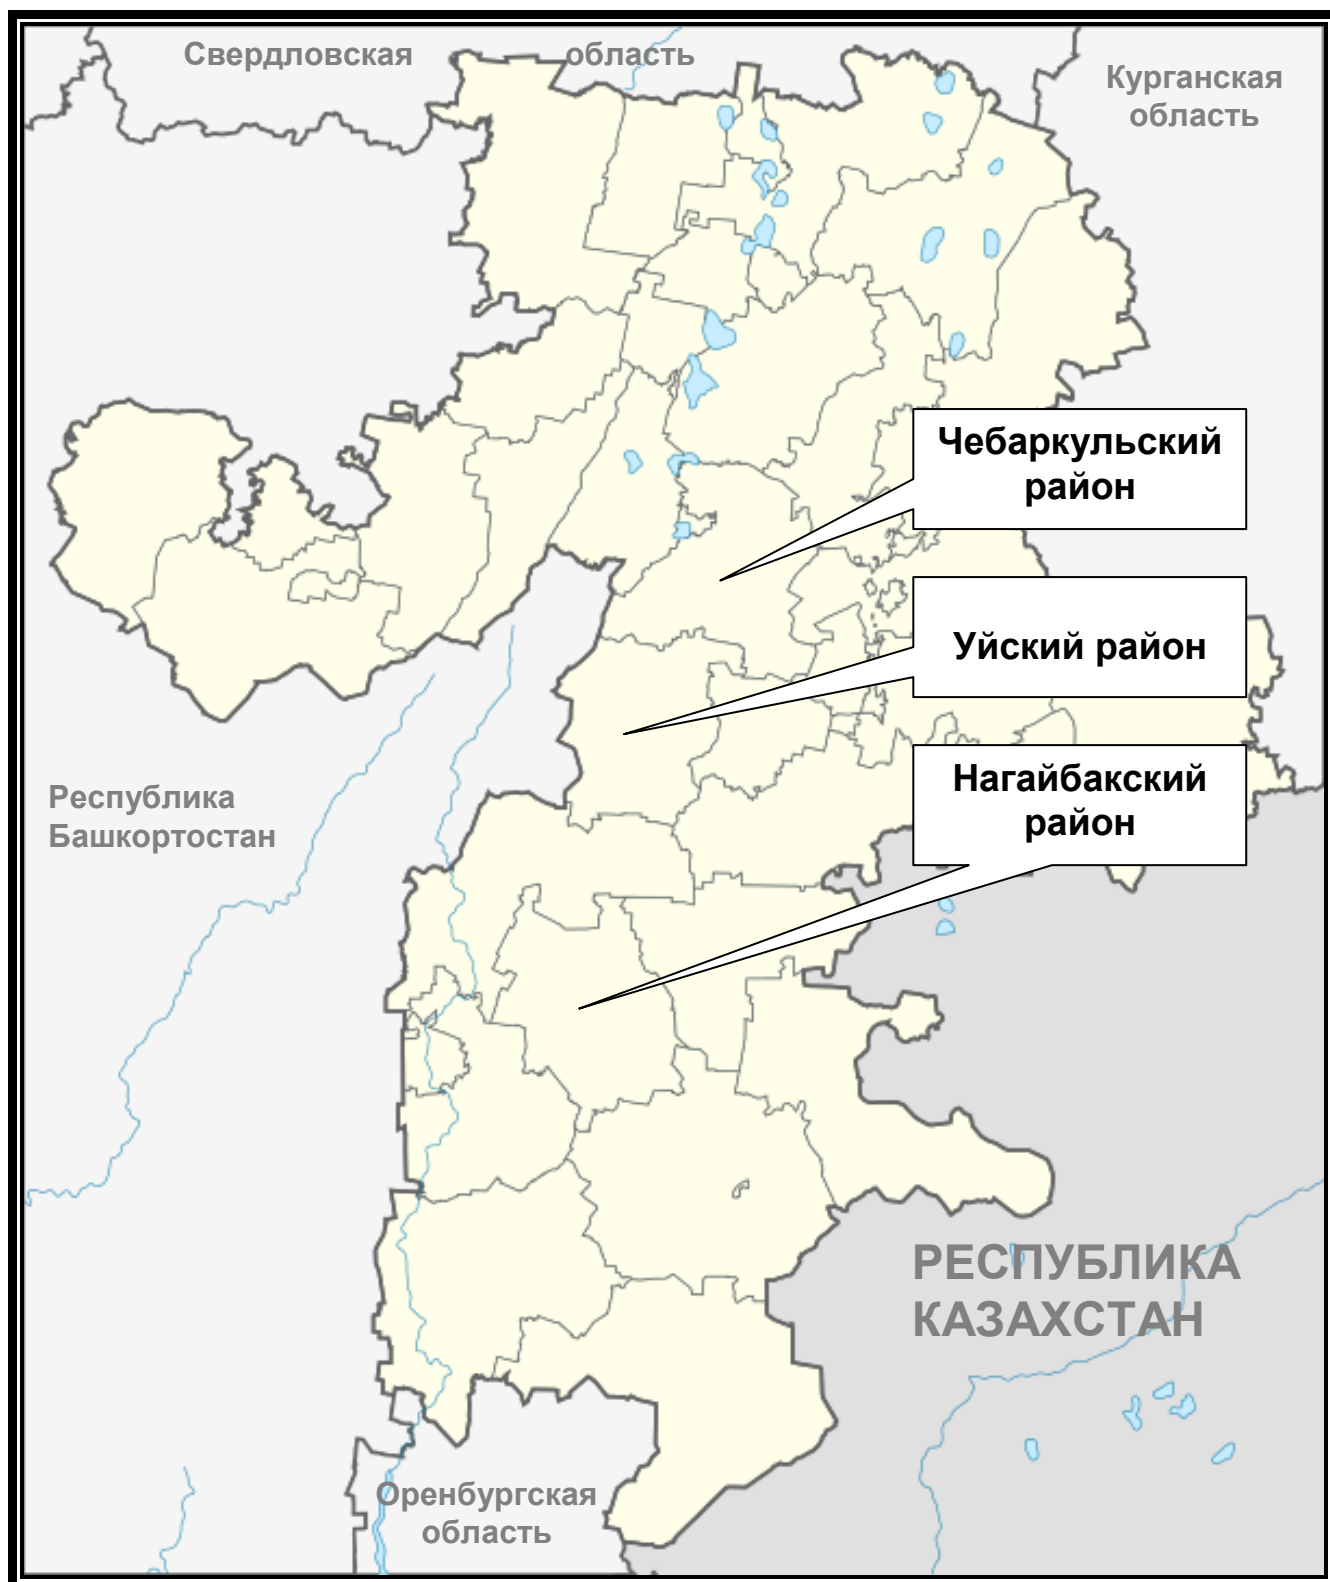 Свердловская область
Курганская
область
Чебаркульский
район
Уйский район
Нагайбакский
район
Республика
Башкортостан
РЕСПУБЛИКА
КАЗАХСТАН
Оренбургская
область